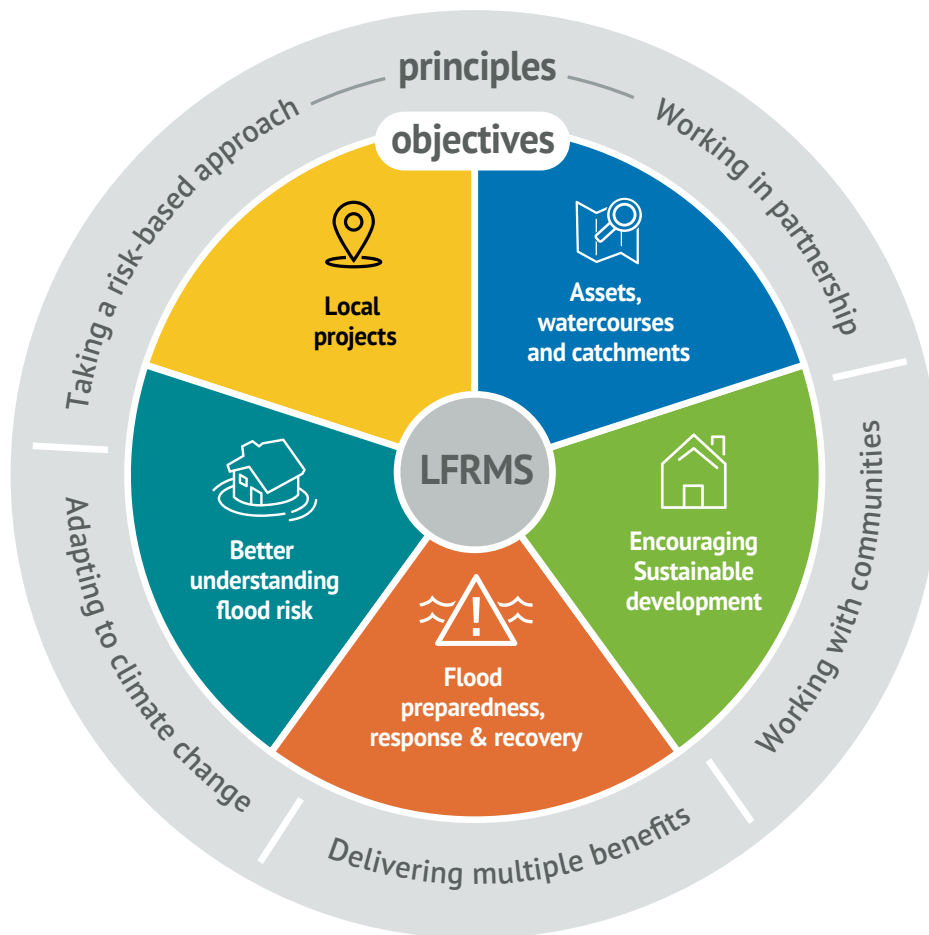 principles
objectives
Taking a risk-based approach
Working in partnership
Working with communities
Delivering multiple benefits
Adapting to climate change
Local
projects
Assets,
watercourses
and catchments
Encouraging
Sustainable
development
Flood
preparedness,
response & recovery
Better
understanding
flood risk
LFRMS